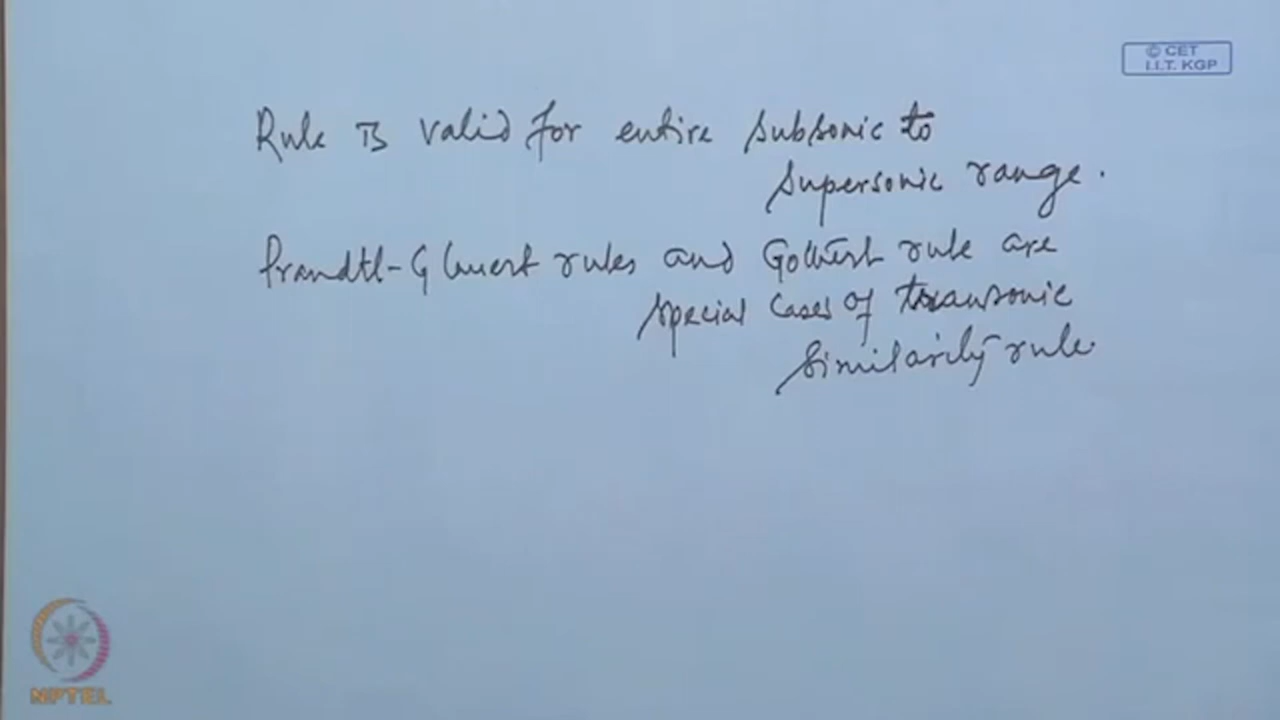 © CET
I.I.T. KGP
Rule is valid for entire subsonic to
supersonic range.
Prandtl-Glauert rules and Gothert rule are
special cases of transonic
similarity rule.
NPTEL